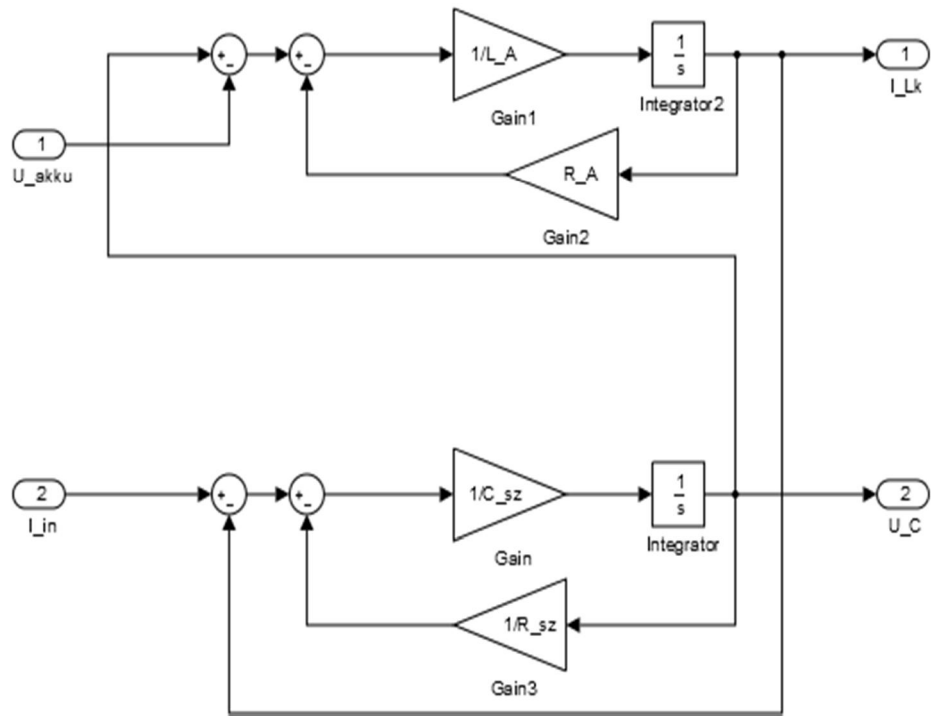 +
-
+
-
1/L_A
Gain1
1
s
Integrator2
1
I_Lk
1
U_akku
R_A
Gain2
2
I_in
+
-
+
-
1/C_sz
Gain
1
s
Integrator
2
U_C
1/R_sz
Gain3